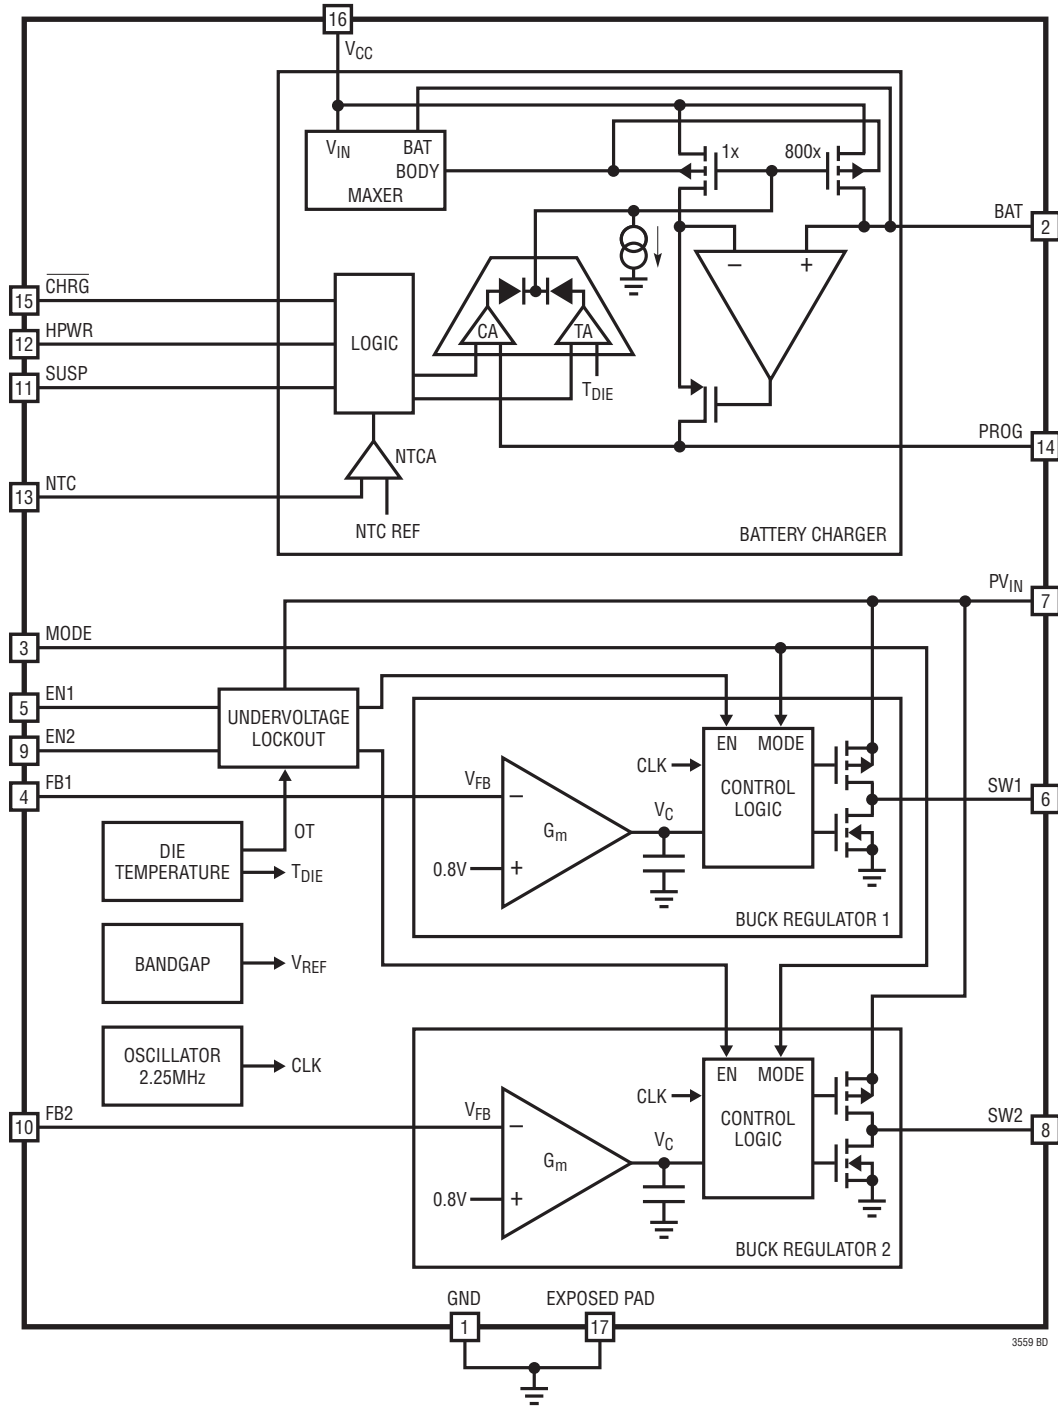 16
VCC
VIN
BAT
BODY
MAXER
1x
800x
BAT
2
CHRG
15
HPWR
12
SUSP
11
LOGIC
CA
TA
TDIE
–
+
PROG
14
NTCA
NTC
13
NTC REF
BATTERY CHARGER
PVIN
7
MODE
3
EN1
5
EN2
9
UNDERVOLTAGE
LOCKOUT
FB1
4
EN
MODE
CLK
CONTROL
LOGIC
VFB
–
Gm
VC
0.8V
+
SW1
6
BUCK REGULATOR 1
OT
DIE
TEMPERATURE
TDIE
BANDGAP
VREF
OSCILLATOR
2.25MHz
CLK
FB2
10
EN
MODE
CLK
CONTROL
LOGIC
VFB
–
Gm
VC
0.8V
+
SW2
8
BUCK REGULATOR 2
GND
1
EXPOSED PAD
17
3559 BD